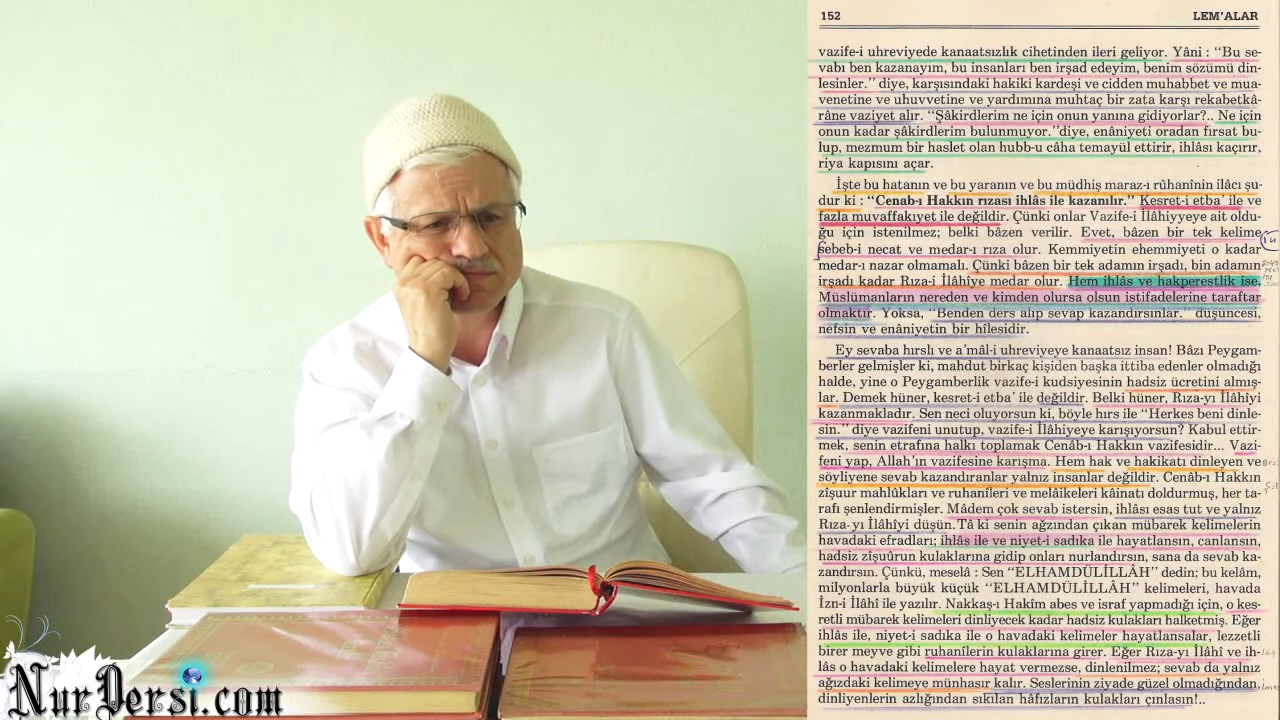 152
LEM'ALAR
vazife-i uhreviyede kanaatsızlık cihetinden ileri geliyor. Yâni : "Bu se-
vabı ben kazanayım, bu insanları ben irşad edeyim, benim sözümü din-
lesinler." diye, karşısındaki hakiki kardeşi ve cidden muhabbet ve mua-
venetine ve uhuvvetine ve yardımına muhtaç bir zata karşı rekabetkâ-
râne vaziyet alır. "Şâkirdlerim ne için onun yanına gidiyorlar?.. Ne için
onun kadar şâkirdlerim bulunmuyor."diye, enâniyeti oradan fırsat bu-
lup, mezmum bir haslet olan hubb-u câha temayül ettirir, ihlâsı kaçırır,
riya kapısını açar.
İşte bu hatanın ve bu yaranın ve bu müdhiş maraz-ı rûhanînin ilâcı şu-
dur ki : "Cenab-ı Hakkın rızası ihlâs ile kazanılır." Kesret-i etba' ile ve
fazla muvaffakıyet ile değildir. Çünki onlar Vazife-i İlâhiyyeye ait oldu-
ğu için istenilmez; belki bâzen verilir. Evet, bâzen bir tek kelime
sebeb-i necat ve medar-ı rıza olur. Kemmiyetin ehemmiyeti o kadar
medar-ı nazar olmamalı. Çünki bâzen bir tek adamın irşadı, bin adamın
irşadı kadar Rıza-i İlâhîye medar olur. Hem ihlâs ve hakperestlik ise,
Müslümanların nereden ve kimden olursa olsun istifadelerine taraftar
olmaktır. Yoksa, "Benden ders alıp sevap kazandırsınlar." düşüncesi,
nefsin ve enâniyetin bir hîlesidir.
Ey sevaba hırslı ve a'mâl-i uhreviyeye kanaatsız insan! Bâzı Peygam-
berler gelmişler ki, mahdut birkaç kişiden başka ittiba edenler olmadığı
halde, yine o Peygamberlik vazife-i kudsiyesinin hadsiz ücretini almış-
lar. Demek hüner, kesret-i etba' ile değildir. Belki hüner, Rıza-yı İlâhîyi
kazanmakladır. Sen neci oluyorsun ki, böyle hırs ile "Herkes beni dinle-
sin." diye vazifeni unutup, vazife-i İlâhiyeye karışıyorsun? Kabul ettir-
mek, senin etrafına halkı toplamak Cenâb-ı Hakkın vazifesidir... Vazi-
feni yap, Allah'ın vazifesine karışma. Hem hak ve hakikatı dinleyen ve
söyliyene sevab kazandıranlar yalnız insanlar değildir. Cenâb-ı Hakkın
zîşuur mahlûkları ve ruhanîleri ve melâikeleri kâinatı doldurmuş, her ta-
rafı şenlendirmişler. Mâdem çok sevab istersin, ihlâsı esas tut ve yalnız
Rıza-yı İlâhîyi düşün. Tâ ki senin ağzından çıkan mübarek kelimelerin
havadaki efradları; ihlâs ile ve niyet-i sadıka ile hayatlansın, canlansın,
hadsiz zîşuûrun kulaklarına gidip onları nurlandırsın, sana da sevab ka-
zandırsın. Çünkü, meselâ : Sen "ELHAMDÜLİLLÂH" dedin; bu kelâm,
milyonlarla büyük küçük "ELHAMDÜLİLLÂH" kelimeleri, havada
İzn-i İlâhî ile yazılır. Nakkaş-ı Hakîm abes ve israf yapmadığı için, o kes-
retli mübarek kelimeleri dinliyecek kadar hadsiz kulakları halketmiş. Eğer
ihlâs ile, niyet-i sadıka ile o havadaki kelimeler hayatlansalar, lezzetli
birer meyve gibi ruhanîlerin kulaklarına girer. Eğer Rıza-yı İlâhî ve ih-
lâs o havadaki kelimelere hayat vermezse, dinlenilmez; sevab da yalnız
ağızdaki kelimeye münhasır kalır. Seslerinin ziyade güzel olmadığından,
dinliyenlerin azlığından sıkılan hâfızların kulakları çınlasın!..
NurDersi.com